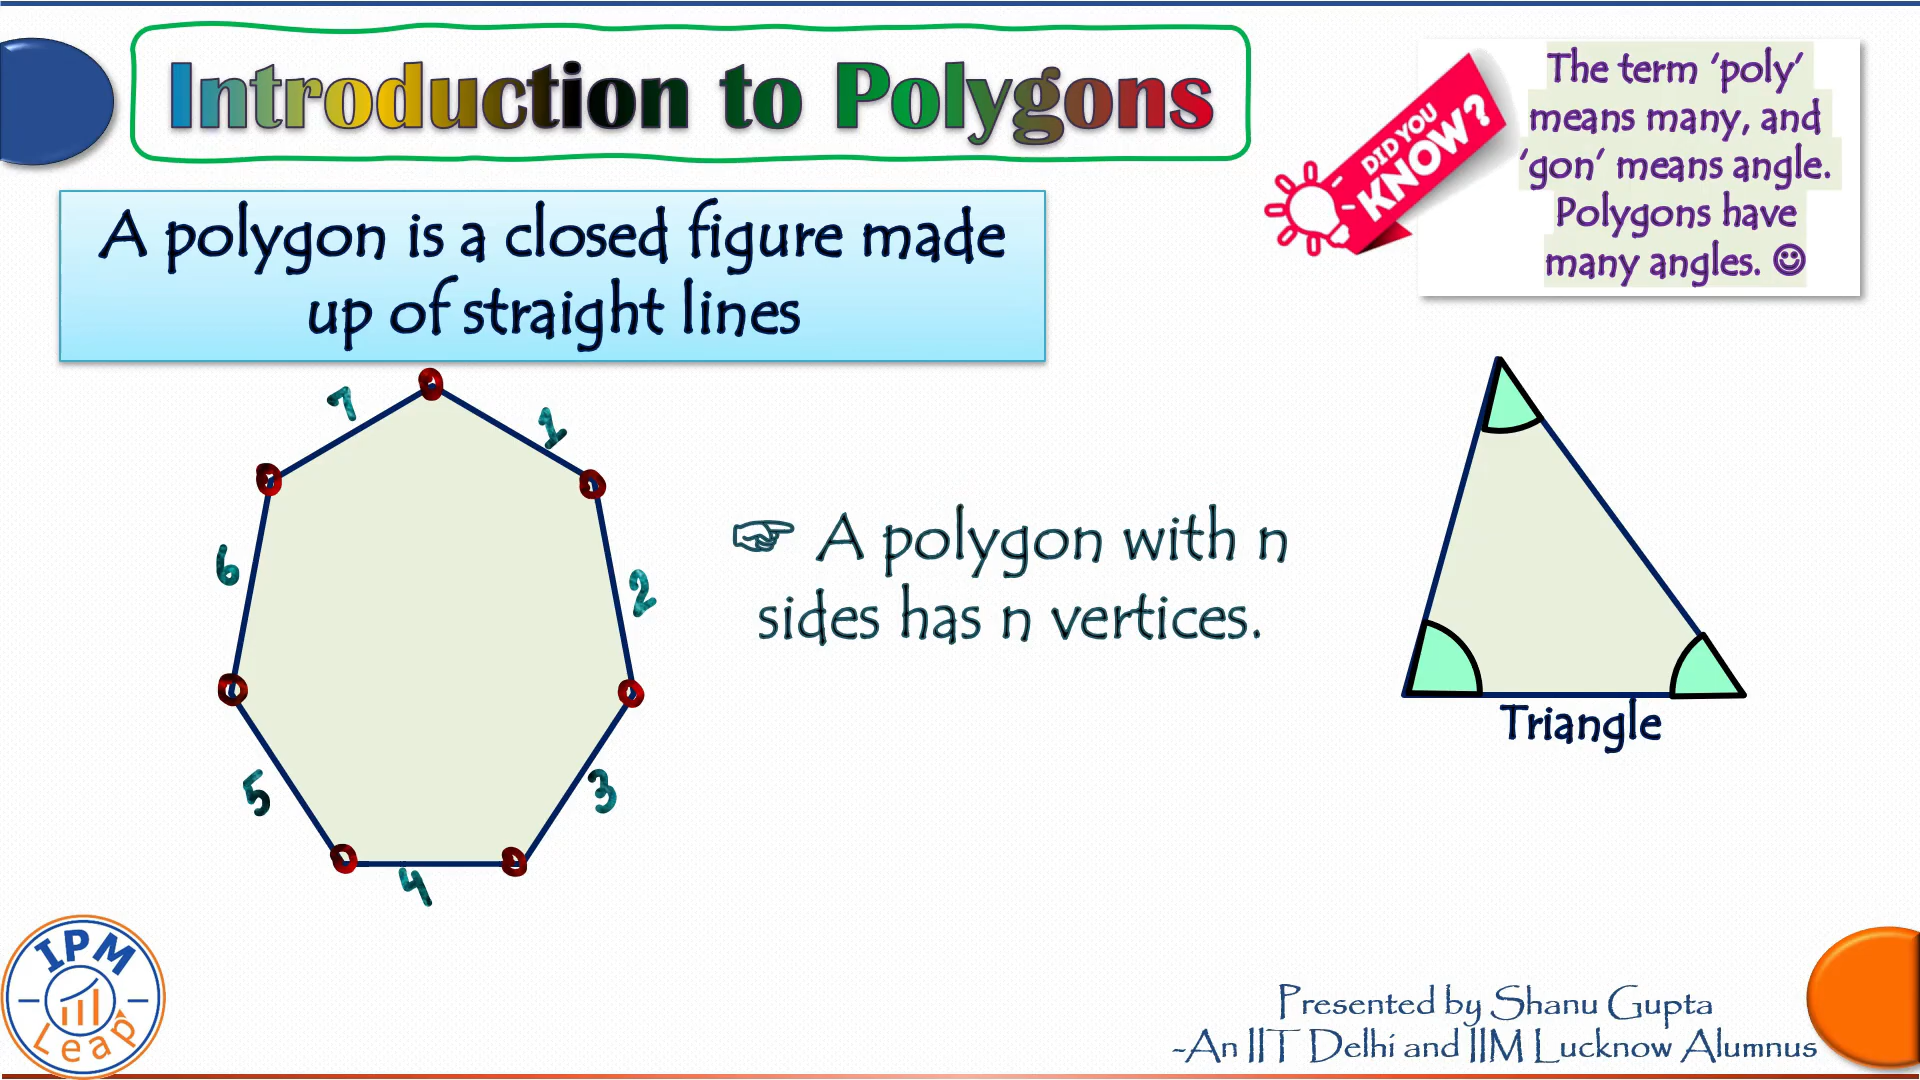 Introduction to Polygons
DID YOU
KNOW?
The term ‘poly’
means many, and
‘gon’ means angle.
Polygons have
many angles. ☺
A polygon is a closed figure made
up of straight lines
7
1
6
2
5
3
4
☞ A polygon with n
sides has n vertices.
Triangle
IPM
Leap
Presented by Shanu Gupta
-An IIT Delhi and IIM Lucknow Alumnus